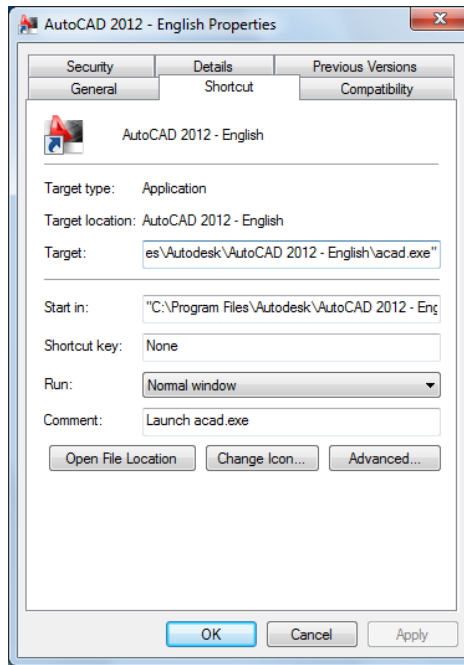 AutoCAD 2012 - English Properties
Security Details Previous Versions
General Shortcut Compatibility
AutoCAD 2012 - English
Target type: Application
Target location: AutoCAD 2012 - English
Target: es\Autodesk\AutoCAD 2012 - English\acad.exe"
Start in: "C:\Program Files\Autodesk\AutoCAD 2012 - Eng
Shortcut key: None
Run: Normal window
Comment: Launch acad.exe
Open File Location Change Icon... Advanced...
OK Cancel Apply